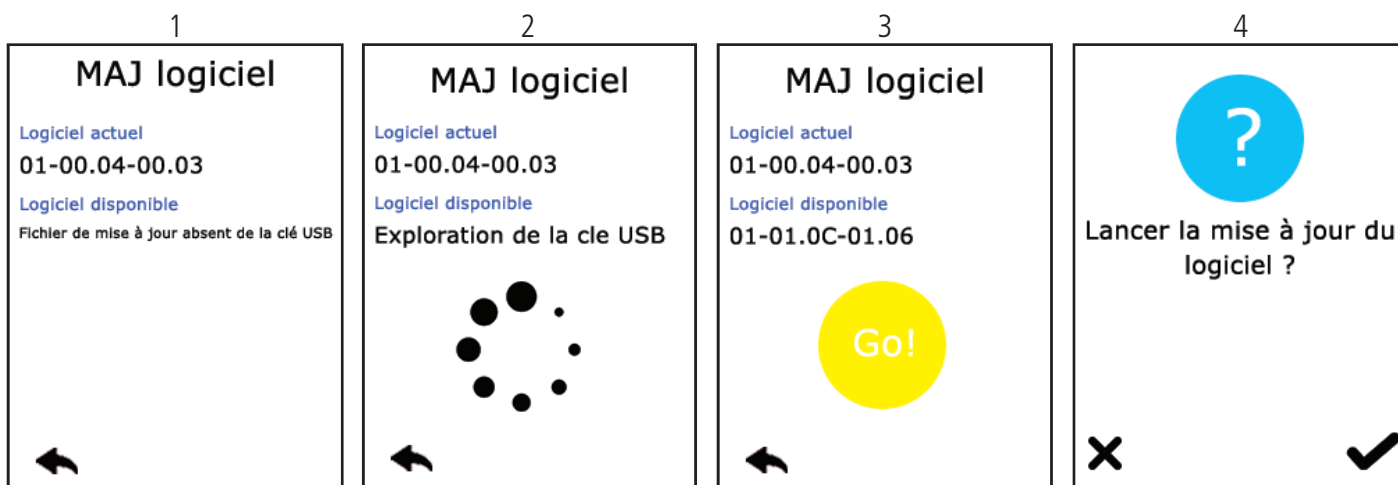 1
MAJ logiciel
Logiciel actuel
01-00.04-00.03
Logiciel disponible
Fichier de mise à jour absent de la clé USB
2
MAJ logiciel
Logiciel actuel
01-00.04-00.03
Logiciel disponible
Exploration de la cle USB
3
MAJ logiciel
Logiciel actuel
01-00.04-00.03
Logiciel disponible
01-01.0C-01.06
Go!
4
?
Lancer la mise à jour du
logiciel ?